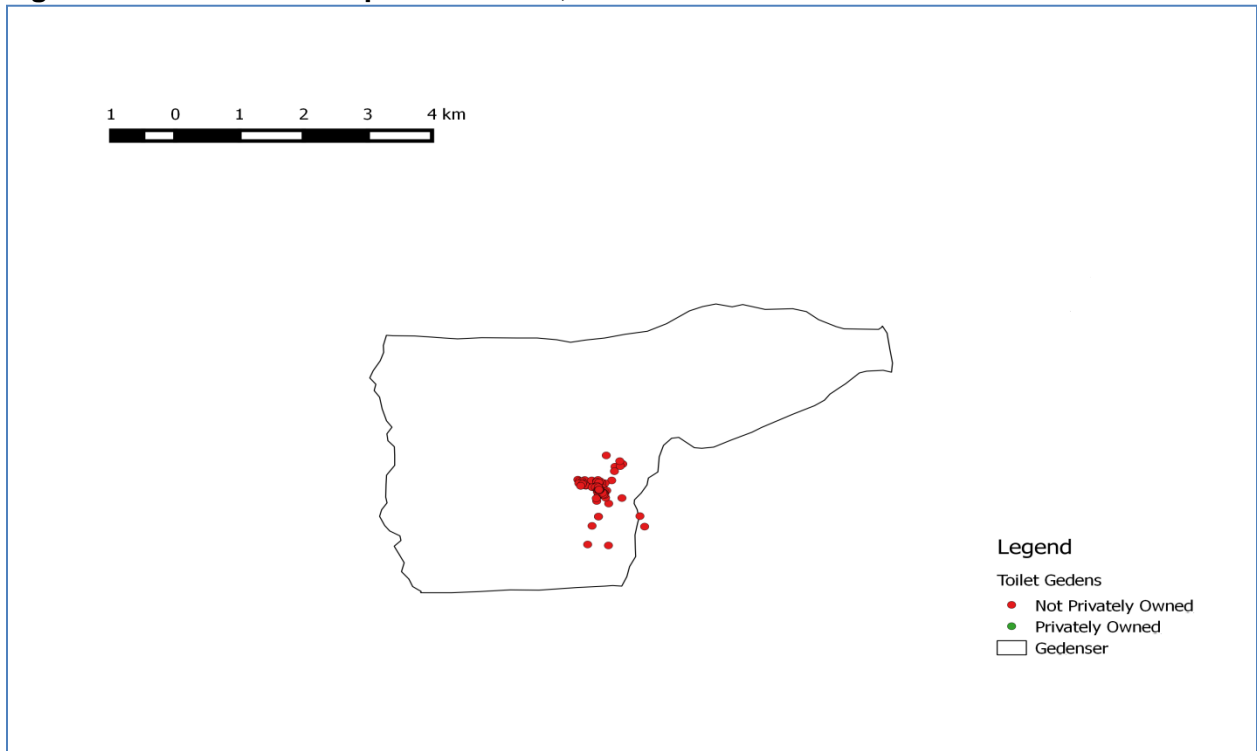 1 0 1 2 3 4 km
Legend
Toilet Gedens
Not Privately Owned
Privately Owned
Gedenser